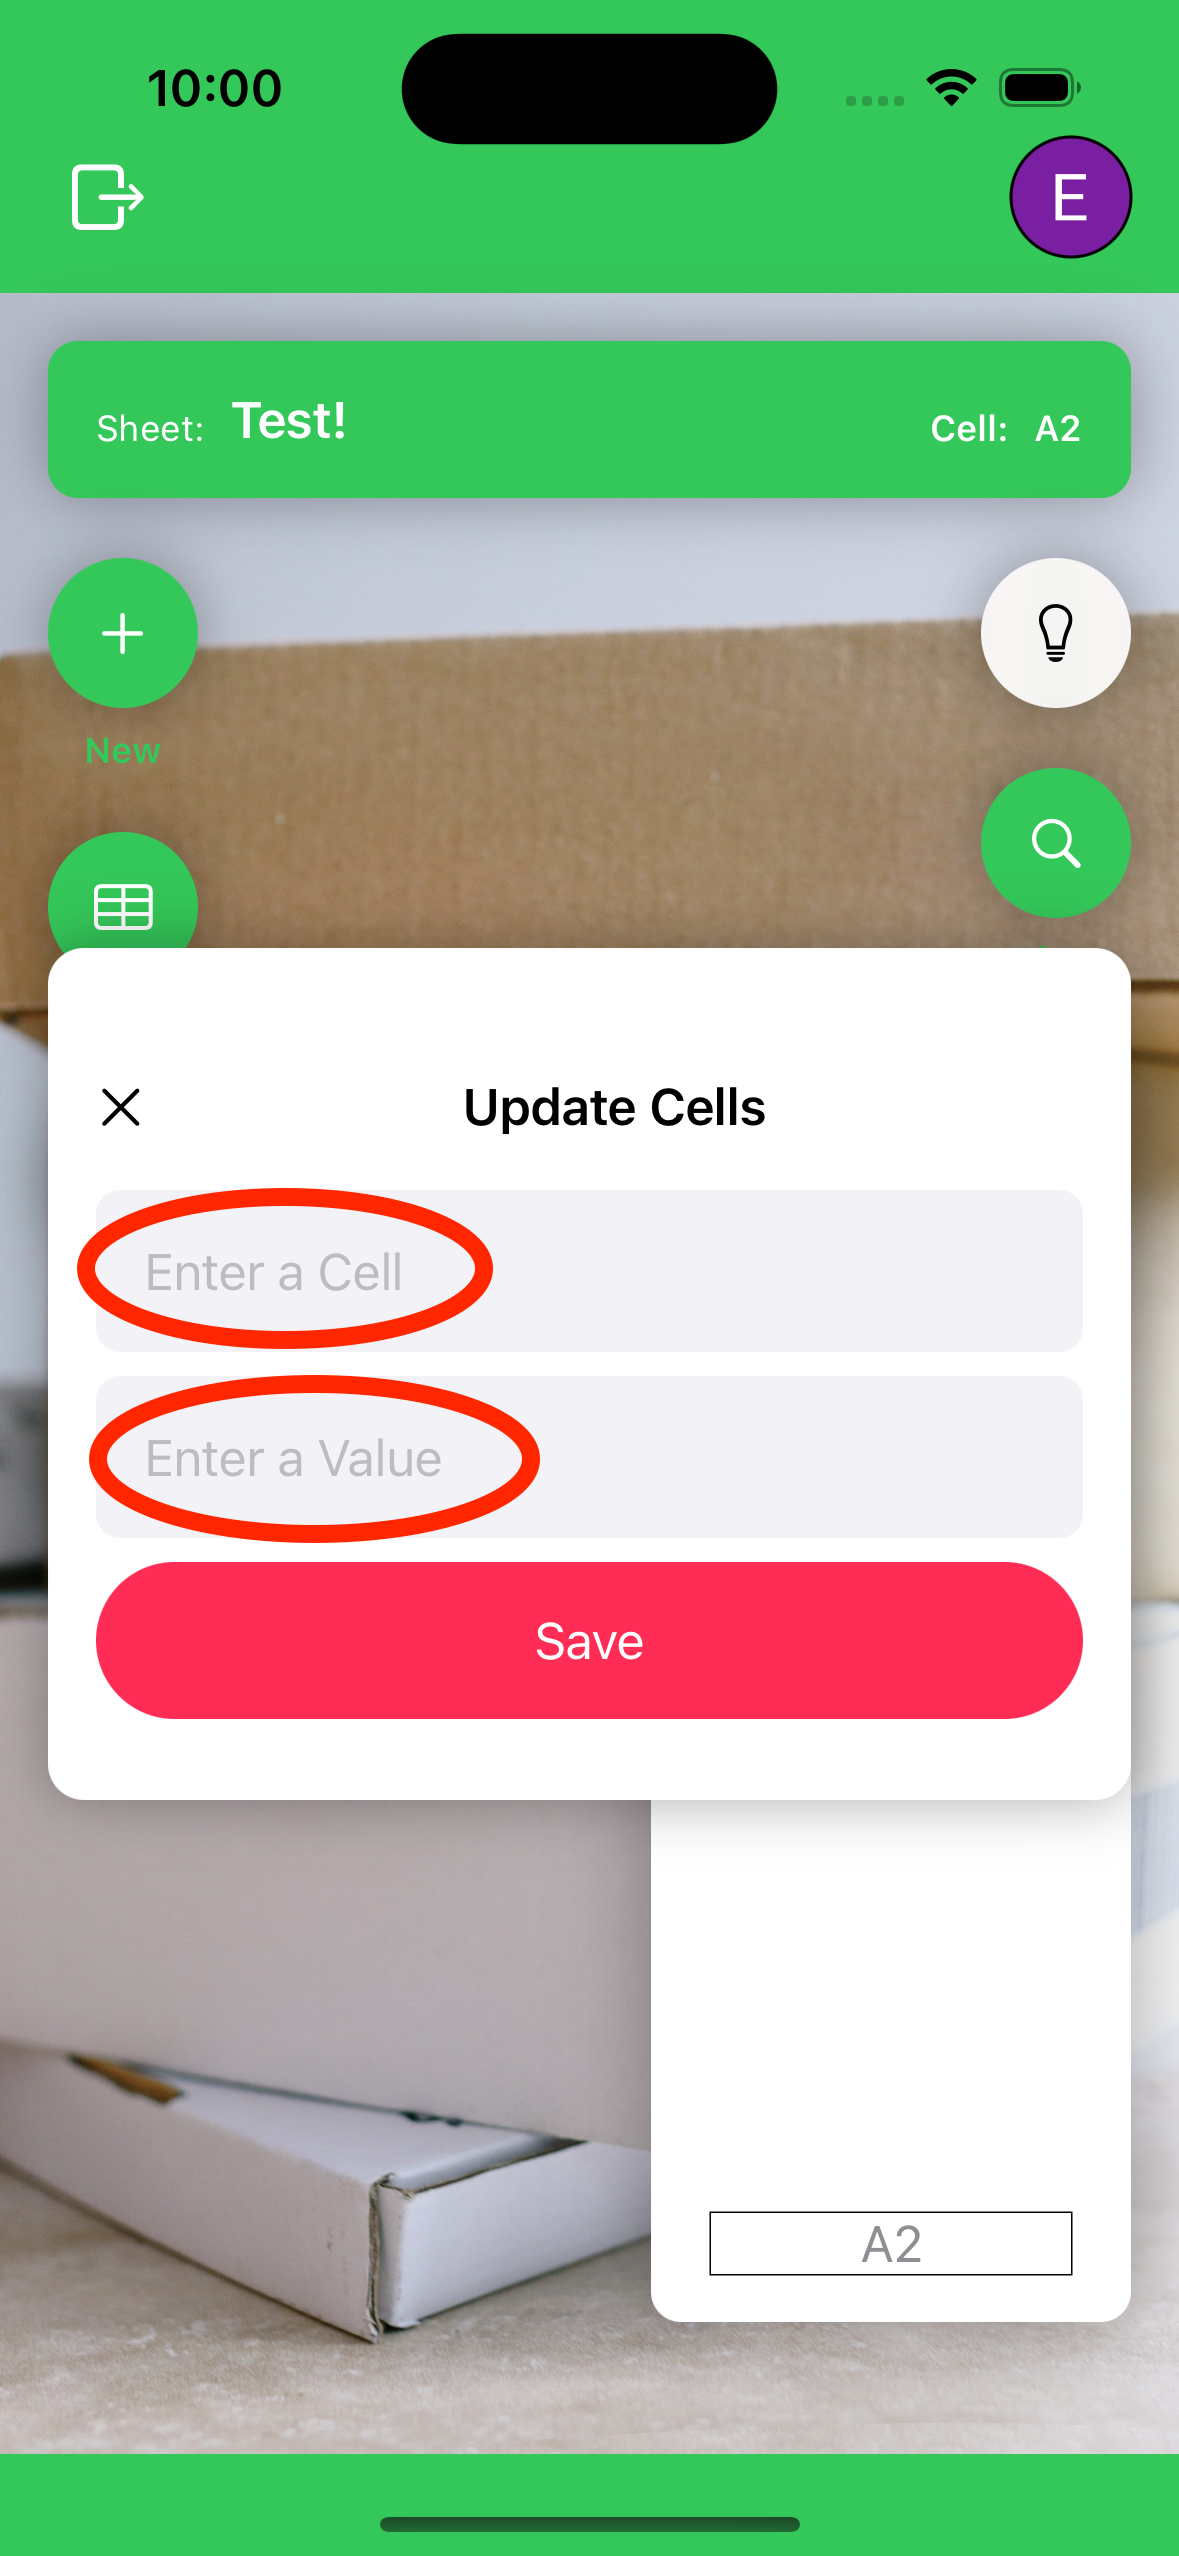 10:00
E
Sheet: Test! Cell: A2
New
Update Cells
Enter a Cell
Enter a Value
Save
A2